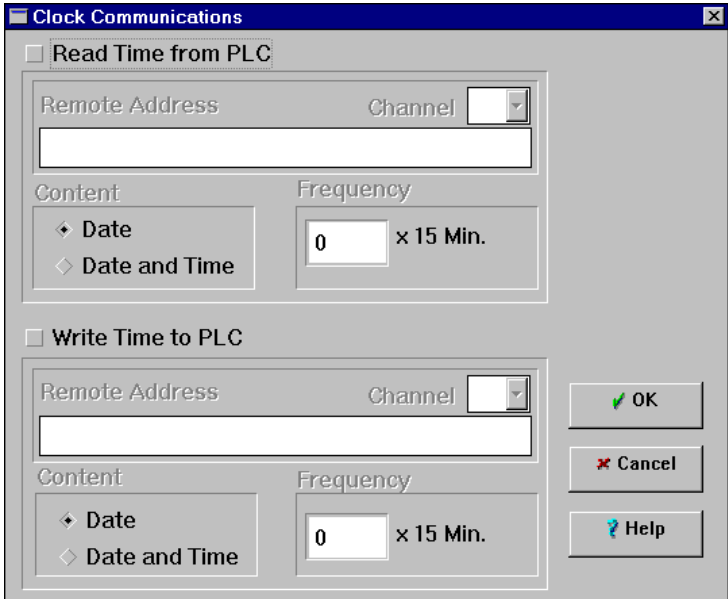 Clock Communications
Read Time from PLC
Remote Address Channel
Content Frequency
Date
0 x 15 Min.
Date and Time
Write Time to PLC
Remote Address Channel
OK
Content Frequency
Cancel
Date
0 x 15 Min.
Help
Date and Time